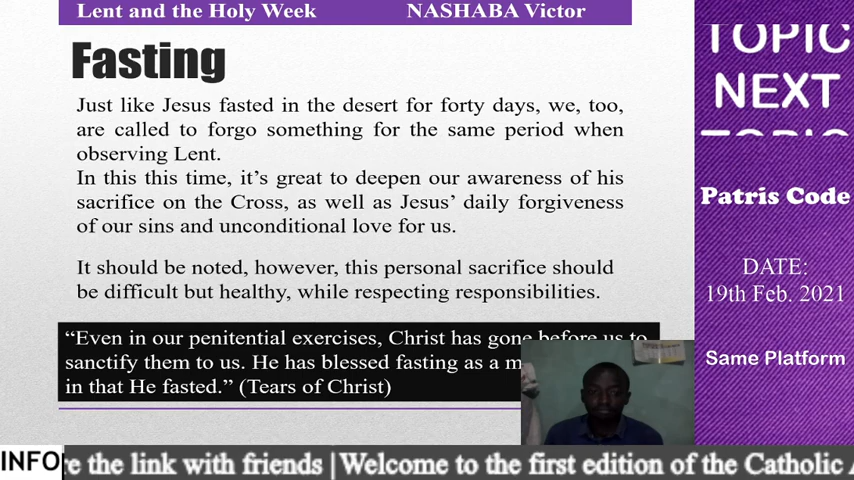 Lent and the Holy Week NASHABA Victor
Fasting
Just like Jesus fasted in the desert for forty days, we, too,
are called to forgo something for the same period when
observing Lent.
In this this time, it’s great to deepen our awareness of his
sacrifice on the Cross, as well as Jesus’ daily forgiveness
of our sins and unconditional love for us.
It should be noted, however, this personal sacrifice should
be difficult but healthy, while respecting responsibilities.
“Even in our penitential exercises, Christ has gone before us to
sanctify them to us. He has blessed fasting as a
in that He fasted.” (Tears of Christ)
TOPIC
NEXT
TOPIC
Patris Code
DATE:
19th Feb, 2021
Same Platform
INFO the link with friends | Welcome to the first edition of the Catholic